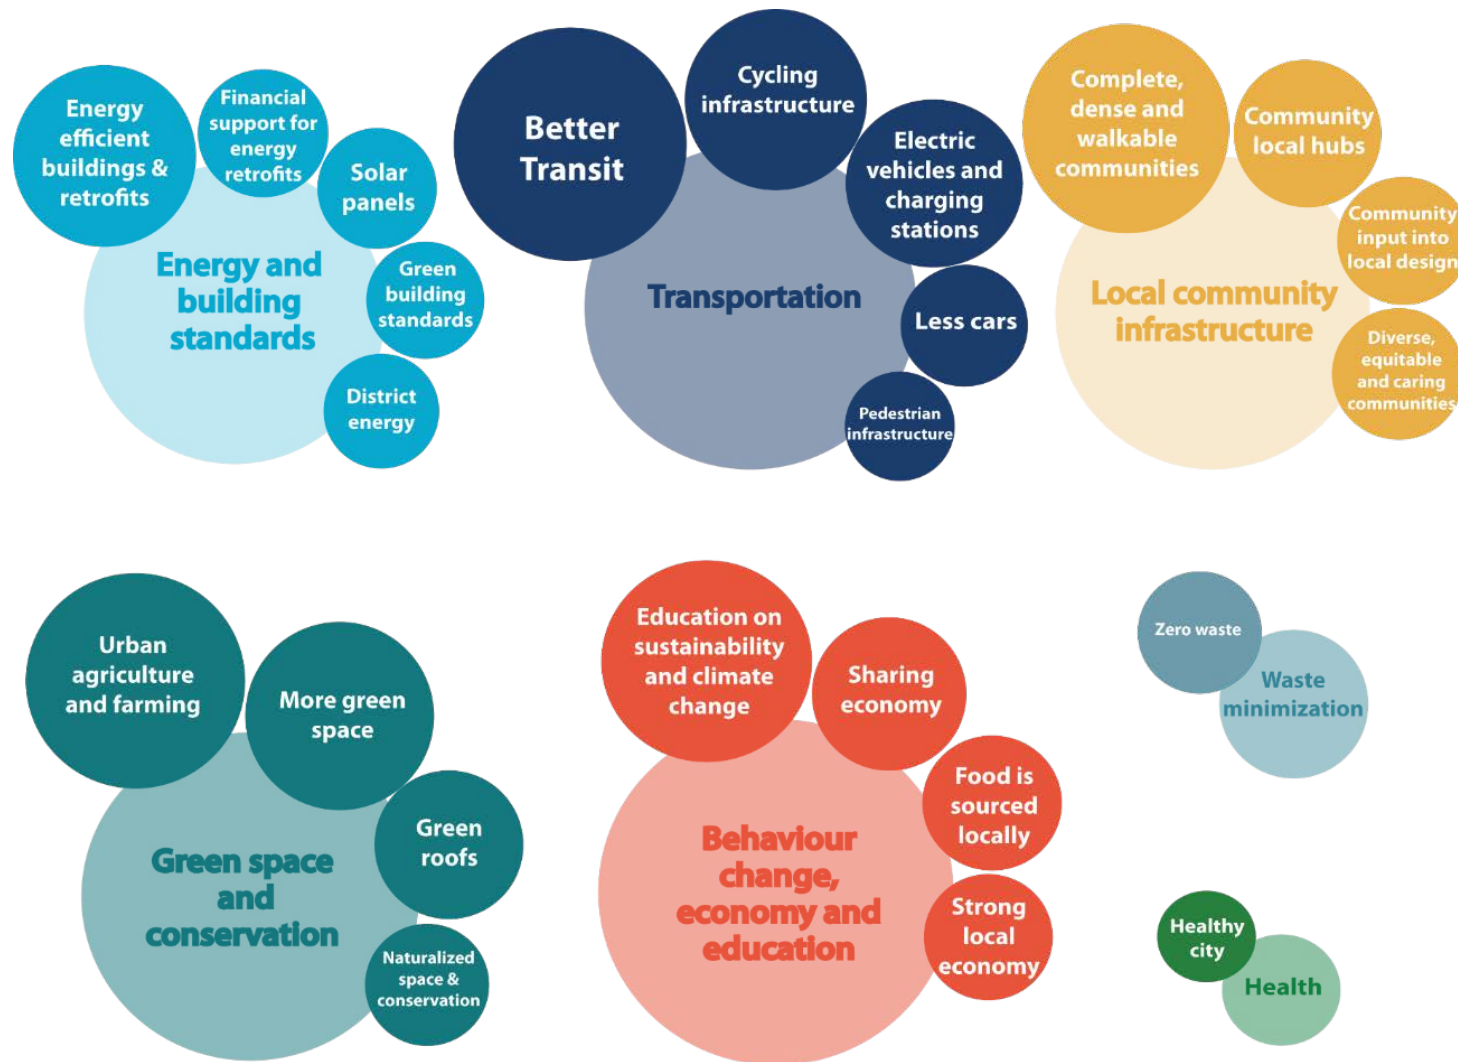 Energy
efficient
buildings &
retrofits
Financial
support for
energy
retrofits
Solar
panels
Green
building
standards
District
energy
Energy and
building
standards
Better
Transit
Cycling
infrastructure
Electric
vehicles and
charging
stations
Less cars
Pedestrian
infrastructure
Transportation
Complete,
dense and
walkable
communities
Community
local hubs
Community
input into
local design
Diverse,
equitable
and caring
communities
Local community
infrastructure
Urban
agriculture
and farming
More green
space
Green
roofs
Naturalized
space &
conservation
Green space
and
conservation
Education on
sustainability
and climate
change
Sharing
economy
Food is
sourced
locally
Strong
local
economy
Behaviour
change,
economy and
education
Zero waste
Waste
minimization
Healthy
city
Health